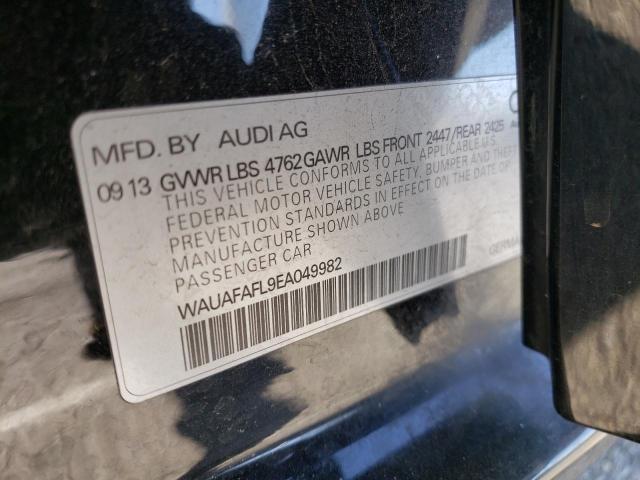 MFD. BY AUDI AG
09 13 GVWR LBS 4762 GAWR LBS FRONT 2447/REAR 2425
THIS VEHICLE CONFORMS TO ALL APPLICABLE U.S.
FEDERAL MOTOR VEHICLE SAFETY, BUMPER AND THEFT
PREVENTION STANDARDS IN EFFECT ON THE DATE OF
MANUFACTURE SHOWN ABOVE
PASSENGER CAR
WAUAFAFL9EA049982